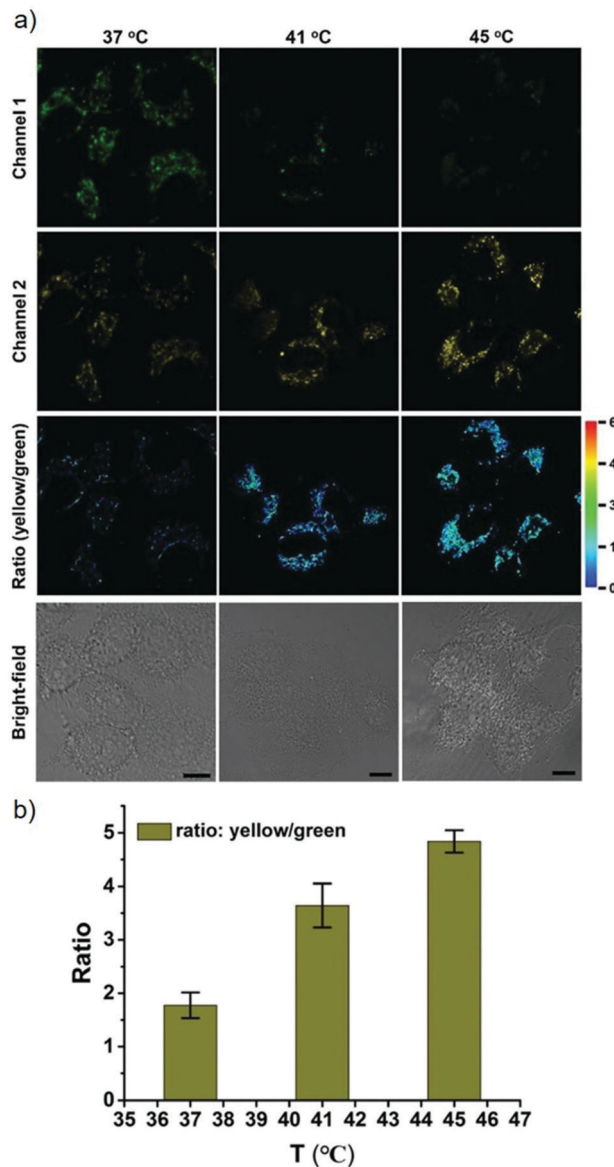 a)
37 °C 41 °C 45 °C
Channel 1
Channel 2
Ratio (yellow/green)
6
4
3
1
0
Bright-field
b)
ratio: yellow/green
5
4
3
2
1
0
Ratio
35 36 37 38 39 40 41 42 43 44 45 46 47
T (°C)